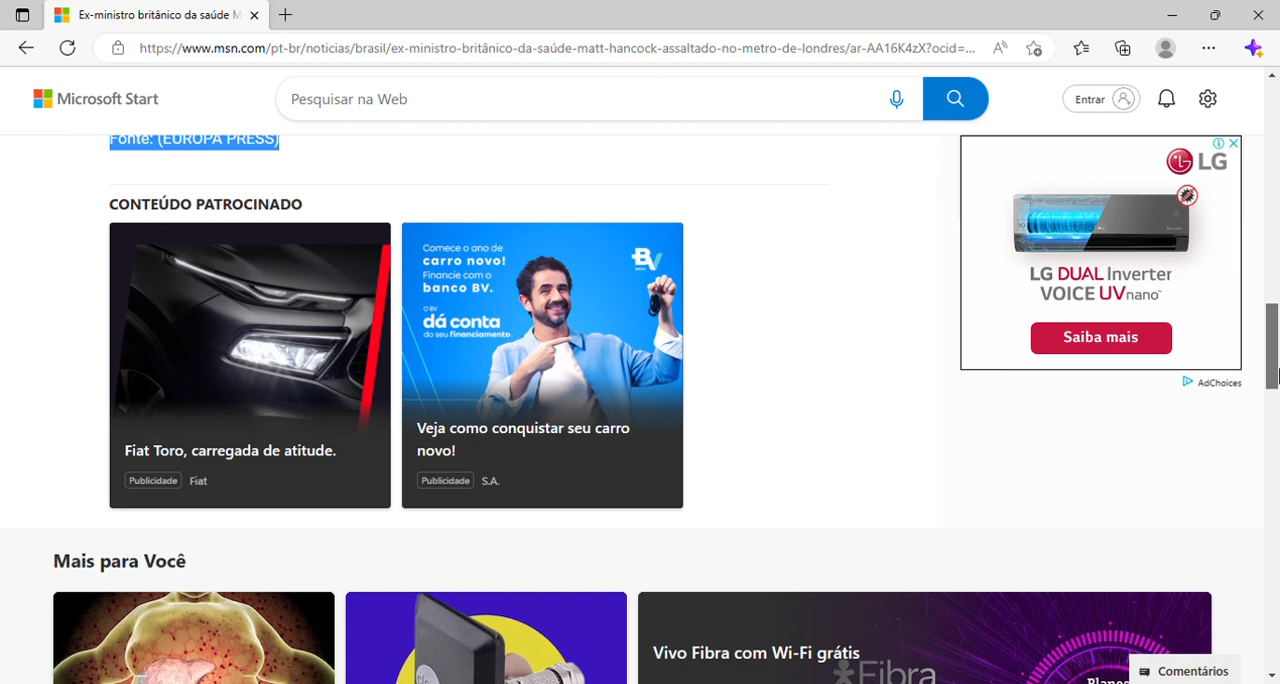 Ex-ministro britânico da saúde M
https://www.msn.com/pt-br/noticias/brasil/ex-ministro-britânico-da-saúde-matt-hancock-assaltado-no-metro-de-londres/ar-AA16K4zX?ocid=...
Microsoft Start
Pesquisar na Web
Entrar
Fonte: (EUROPA PRESS)
LG
LG DUAL Inverter
VOICE UVnano™
Saiba mais
AdChoices
CONTEÚDO PATROCINADO
Fiat Toro, carregada de atitude.
Publicidade Fiat
Comece o ano de
carro novo!
Financie com o
banco BV.
BV
O BV
dá conta
do seu financiamento.
Veja como conquistar seu carro
novo!
Publicidade S.A.
Mais para Você
Vivo Fibra com Wi-Fi grátis
Fibra
Planos
Comentários